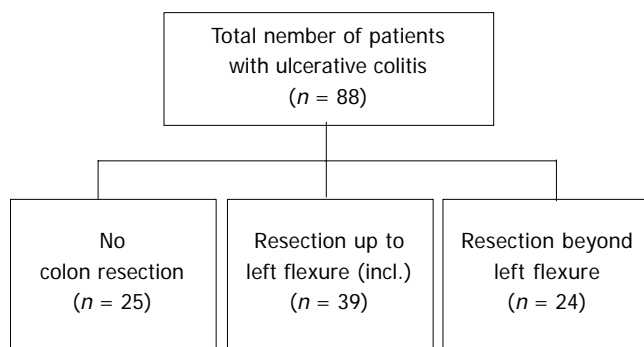 Total nember of patients
with ulcerative colitis
(n = 88)
No
colon resection
(n = 25)
Resection up to
left flexure (incl.)
(n = 39)
Resection beyond
left flexure
(n = 24)